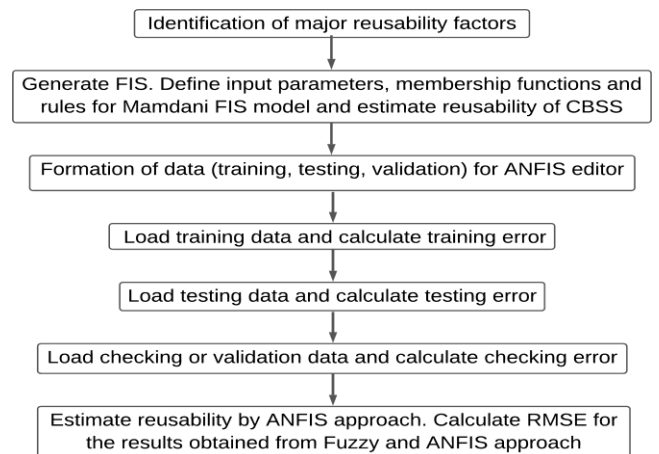 Identification of major reusability factors
Generate FIS. Define input parameters, membership functions and
rules for Mamdani FIS model and estimate reusability of CBSS
Formation of data (training, testing, validation) for ANFIS editor
Load training data and calculate training error
Load testing data and calculate testing error
Load checking or validation data and calculate checking error
Estimate reusability by ANFIS approach. Calculate RMSE for
the results obtained from Fuzzy and ANFIS approach